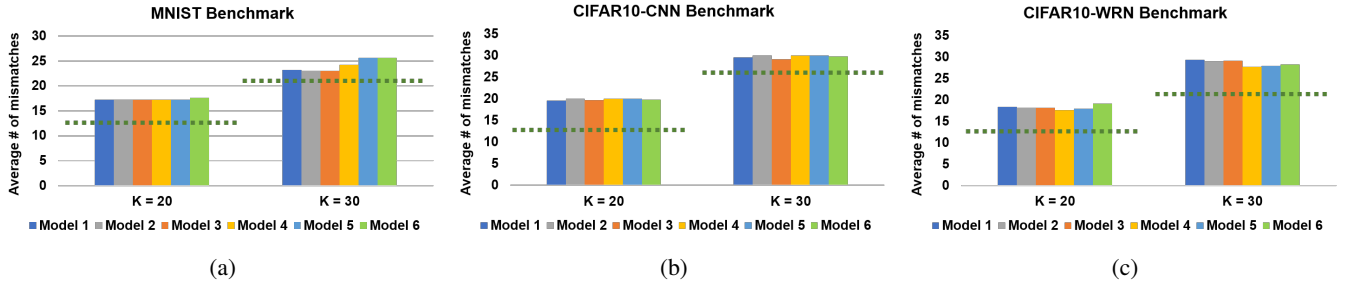 MNIST Benchmark
Average # of mismatches
30
25
20
15
10
5
0
K = 20
K = 30
Model 1 Model 2 Model 3 Model 4 Model 5 Model 6
(a)
CIFAR10-CNN Benchmark
Average # of mismatches
35
30
25
20
15
10
5
0
K = 20
K = 30
Model 1 Model 2 Model 3 Model 4 Model 5 Model 6
(b)
CIFAR10-WRN Benchmark
Average # of mismatches
35
30
25
20
15
10
5
0
K = 20
K = 30
Model 1 Model 2 Model 3 Model 4 Model 5 Model 6
(c)